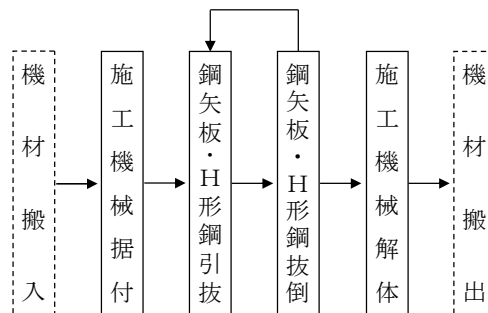 機材搬入
施工機械据付
鋼矢板・H形鋼引抜
鋼矢板・H形鋼抜倒
施工機械解体
機材搬出